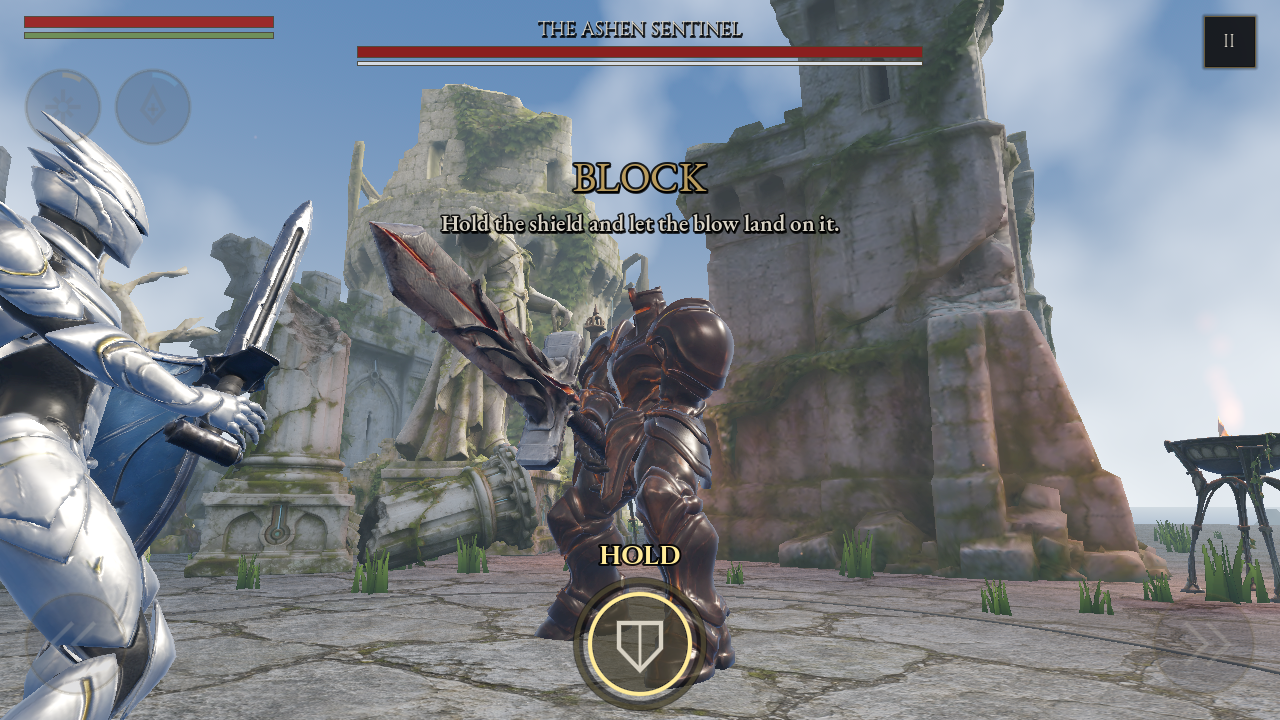 THE ASHEN SENTINEL
BLOCK
Hold the shield and let the blow land on it.
HOLD